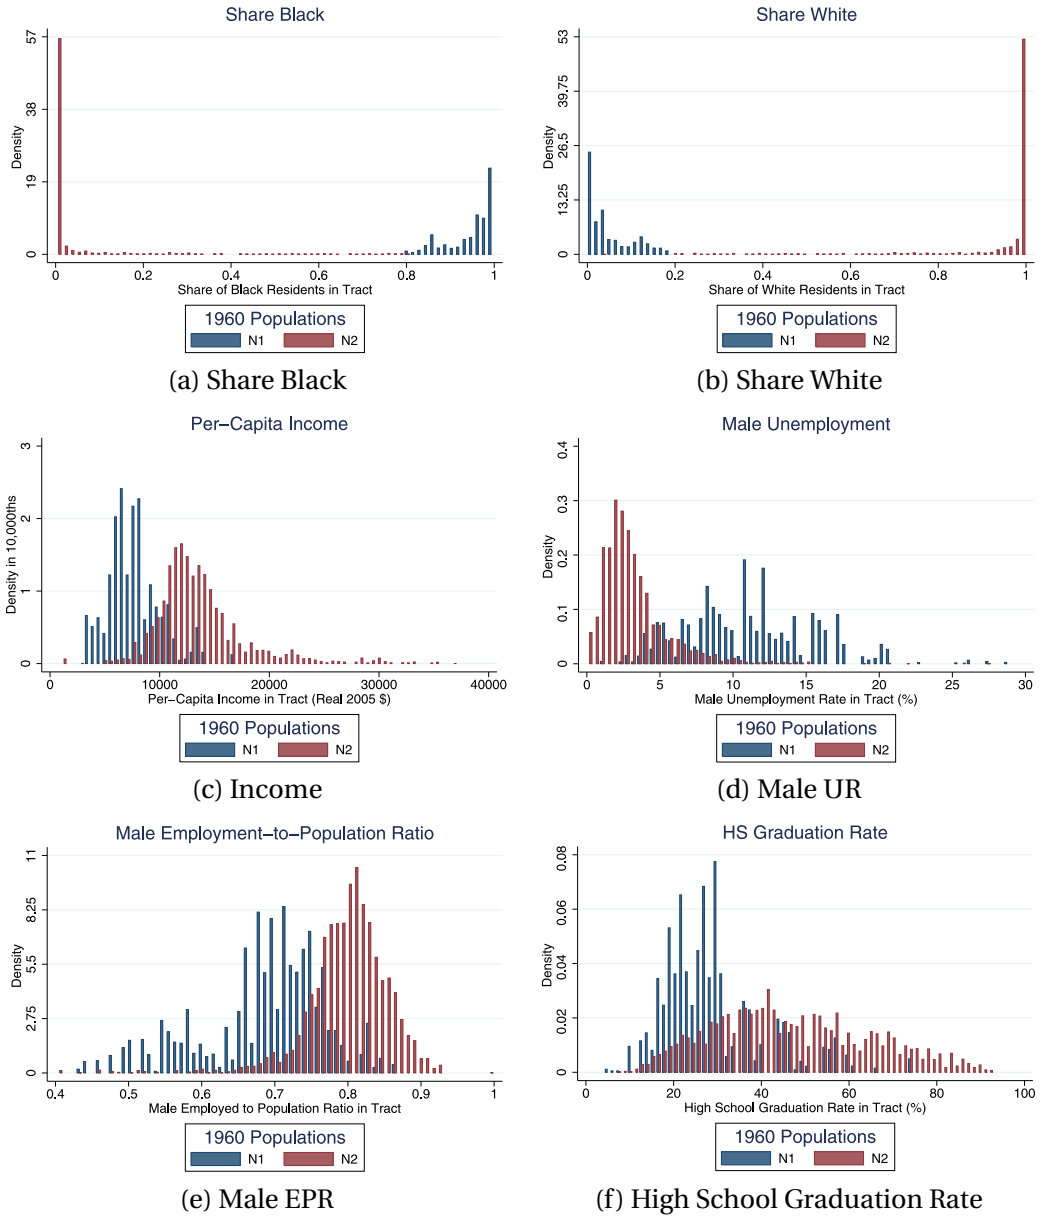 Share Black
Density
57
38
19
0
0 0.2 0.4 0.6 0.8 1
Share of Black Residents in Tract
1960 Populations
N1 N2
(a) Share Black
Share White
Density
53
39.75
26.5
13.25
0
0 0.2 0.4 0.6 0.8 1
Share of White Residents in Tract
1960 Populations
N1 N2
(b) Share White
Per−Capita Income
Density in 10,000ths
3
2
1
0
0 10000 20000 30000 40000
Per−Capita Income in Tract (Real 2005 $)
1960 Populations
N1 N2
(c) Income
Male Unemployment
Density
0.4
0.3
0.2
0.1
0
0 5 10 15 20 25 30
Male Unemployment Rate in Tract (%)
1960 Populations
N1 N2
(d) Male UR
Male Employment−to−Population Ratio
Density
11
8.25
5.5
2.75
0
0.4 0.5 0.6 0.7 0.8 0.9 1
Male Employed to Population Ratio in Tract
1960 Populations
N1 N2
(e) Male EPR
HS Graduation Rate
Density
0.08
0.06
0.04
0.02
0
0 20 40 60 80 100
High School Graduation Rate in Tract (%)
1960 Populations
N1 N2
(f) High School Graduation Rate